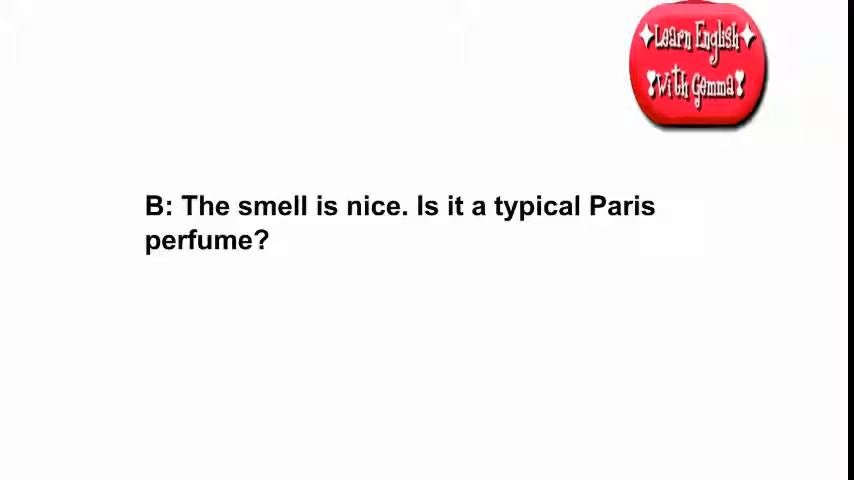 Learn English
With Gemma
B: The smell is nice. Is it a typical Paris
perfume?